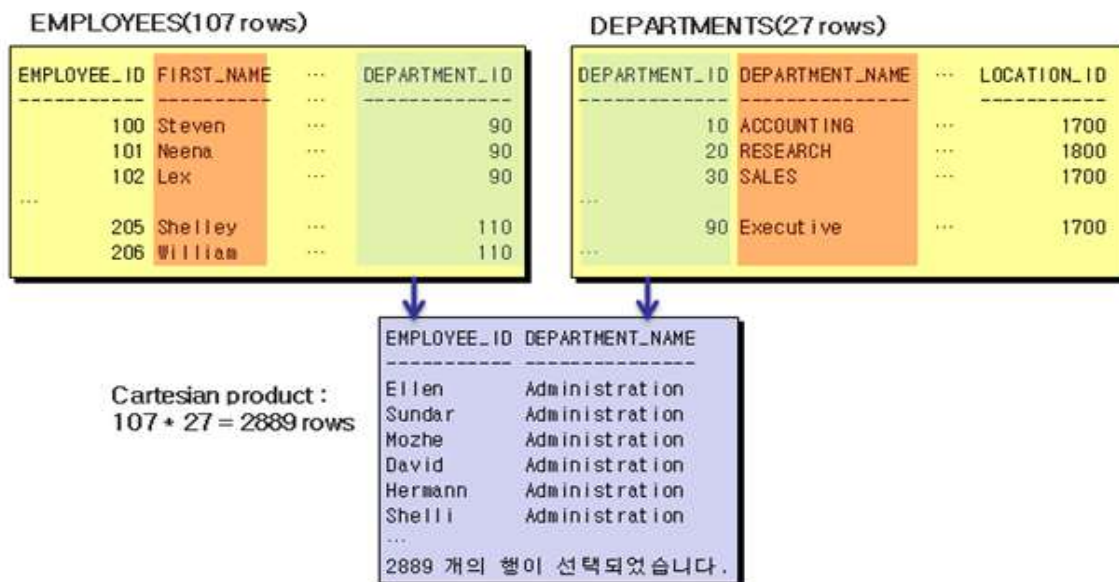 EMPLOYEES(107 rows)
EMPLOYEE_ID FIRST_NAME ... DEPARTMENT_ID
----------- ---------- ... -------------
100 Steven ... 90
101 Neena ... 90
102 Lex ... 90
...
205 Shelley ... 110
206 William ... 110
DEPARTMENTS(27 rows)
DEPARTMENT_ID DEPARTMENT_NAME ... LOCATION_ID
------------- --------------- -----------
10 ACCOUNTING ... 1700
20 RESEARCH ... 1800
30 SALES ... 1700
...
90 Executive ... 1700
...
Cartesian product :
107 * 27 = 2889 rows
EMPLOYEE_ID DEPARTMENT_NAME
----------- ---------------
Ellen Administration
Sundar Administration
Mozhe Administration
David Administration
Hermann Administration
Shelli Administration
...
2889 개의 행이 선택되었습니다.